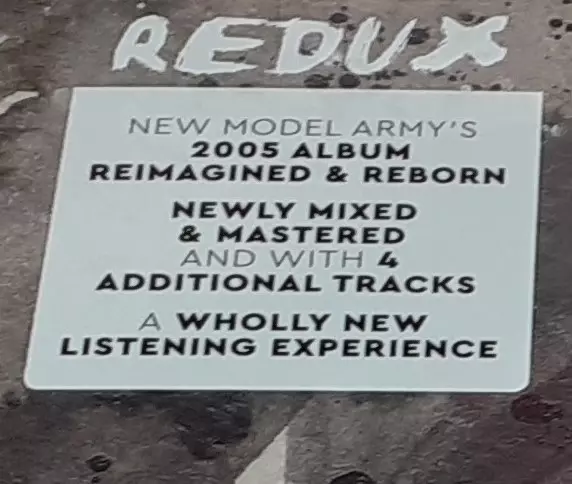 REDUX
NEW MODEL ARMY'S
2005 ALBUM
REIMAGINED & REBORN
NEWLY MIXED
& MASTERED
AND WITH 4
ADDITIONAL TRACKS
A WHOLLY NEW
LISTENING EXPERIENCE